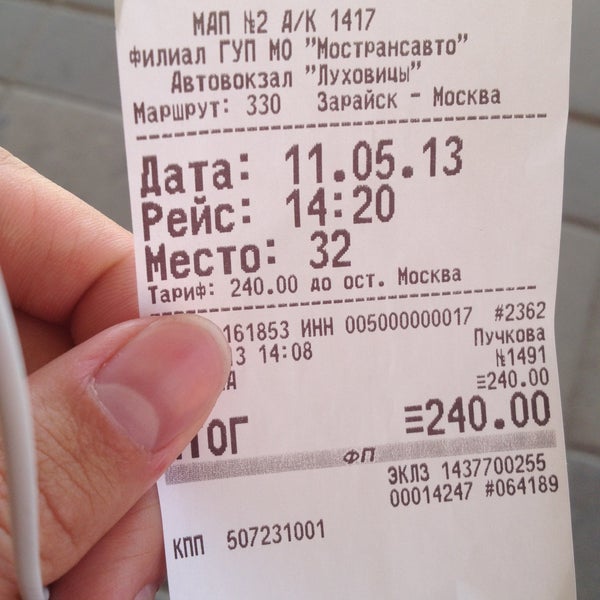 МАП №2 А/К 1417
филиал ГУП МО "Мострансавто"
Автовокзал "Луховицы"
Маршрут: 330 Зарайск - Москва
Дата: 11.05.13
Рейс: 14:20
Место: 32
Тариф: 240.00 до ост. Москва
161853 ИНН 005000000017 #2362
Пучкова
3 14:08 №1491
А ≡240.00
ТОГ ≡240.00
ФП
ЭКЛЗ 1437700255
00014247 #064189
КПП 507231001